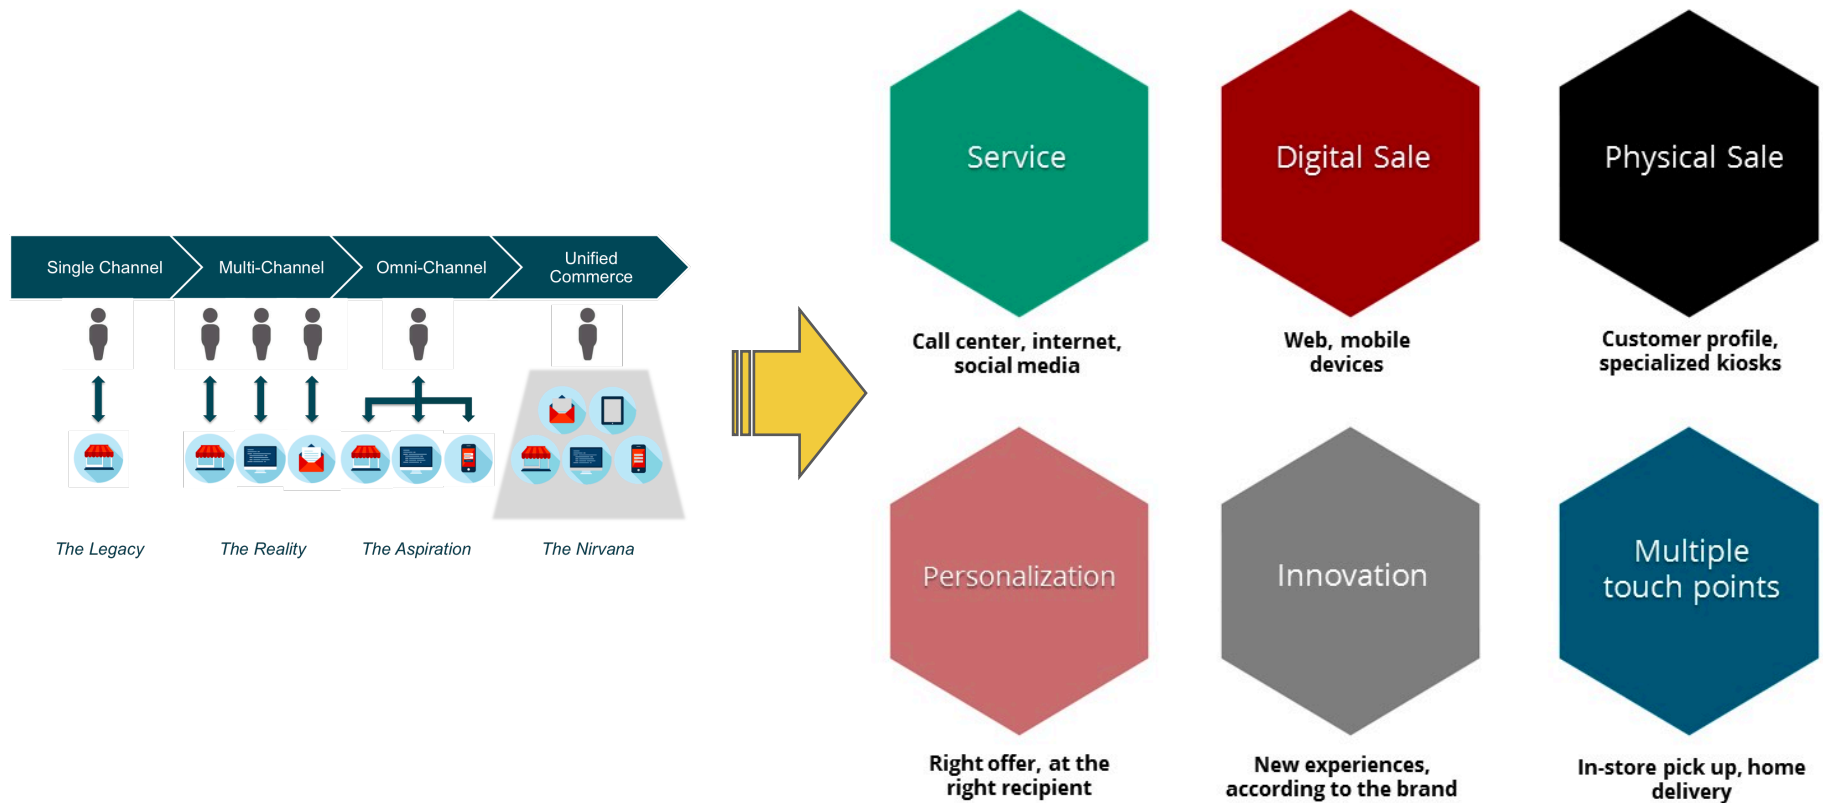 Single Channel
Multi-Channel
Omni-Channel
Unified
Commerce
The Legacy
The Reality
The Aspiration
The Nirvana
Service
Call center, internet,
social media
Digital Sale
Web, mobile
devices
Physical Sale
Customer profile,
specialized kiosks
Personalization
Right offer, at the
right recipient
Innovation
New experiences,
according to the brand
Multiple
touch points
In-store pick up, home
delivery